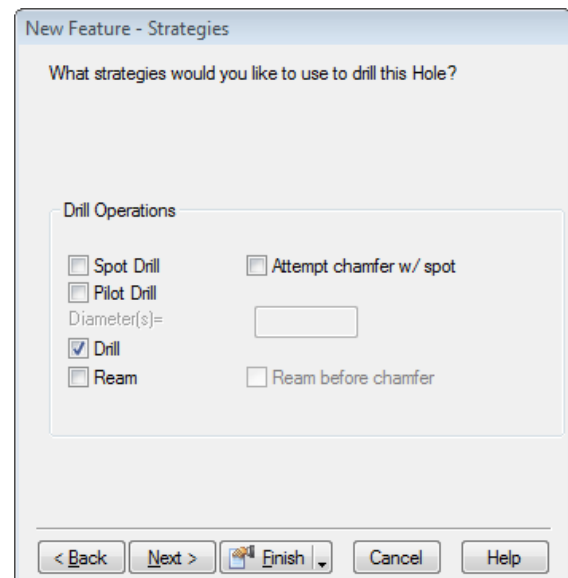 New Feature - Strategies
What strategies would you like to use to drill this Hole?
Drill Operations
Spot Drill Attempt chamfer w/ spot
Pilot Drill
Diameter(s)=
Drill
Ream Ream before chamfer
< Back Next > Finish Cancel Help